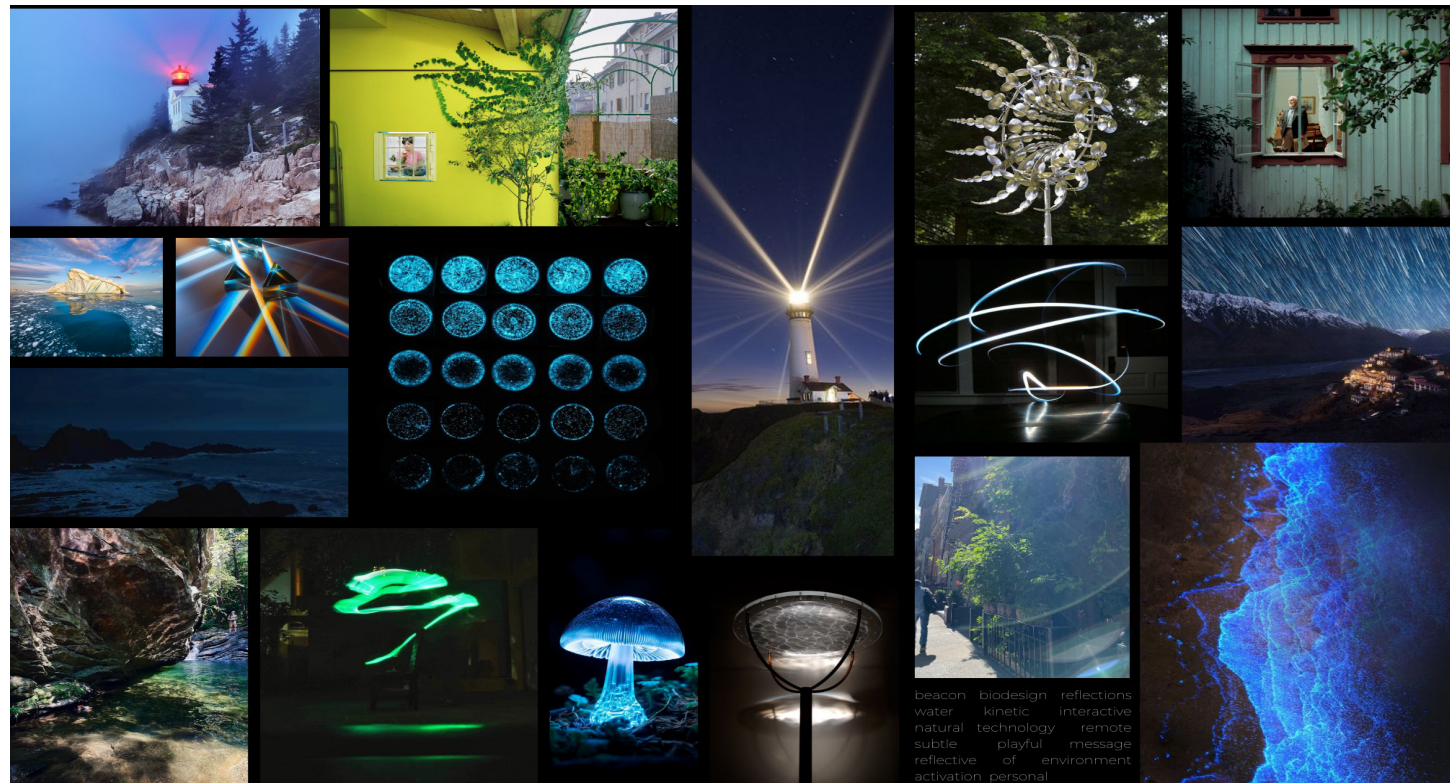 beacon biodesign reflections
water kinetic interactive
natural technology remote
subtle playful message
reflective of environment
activation personal